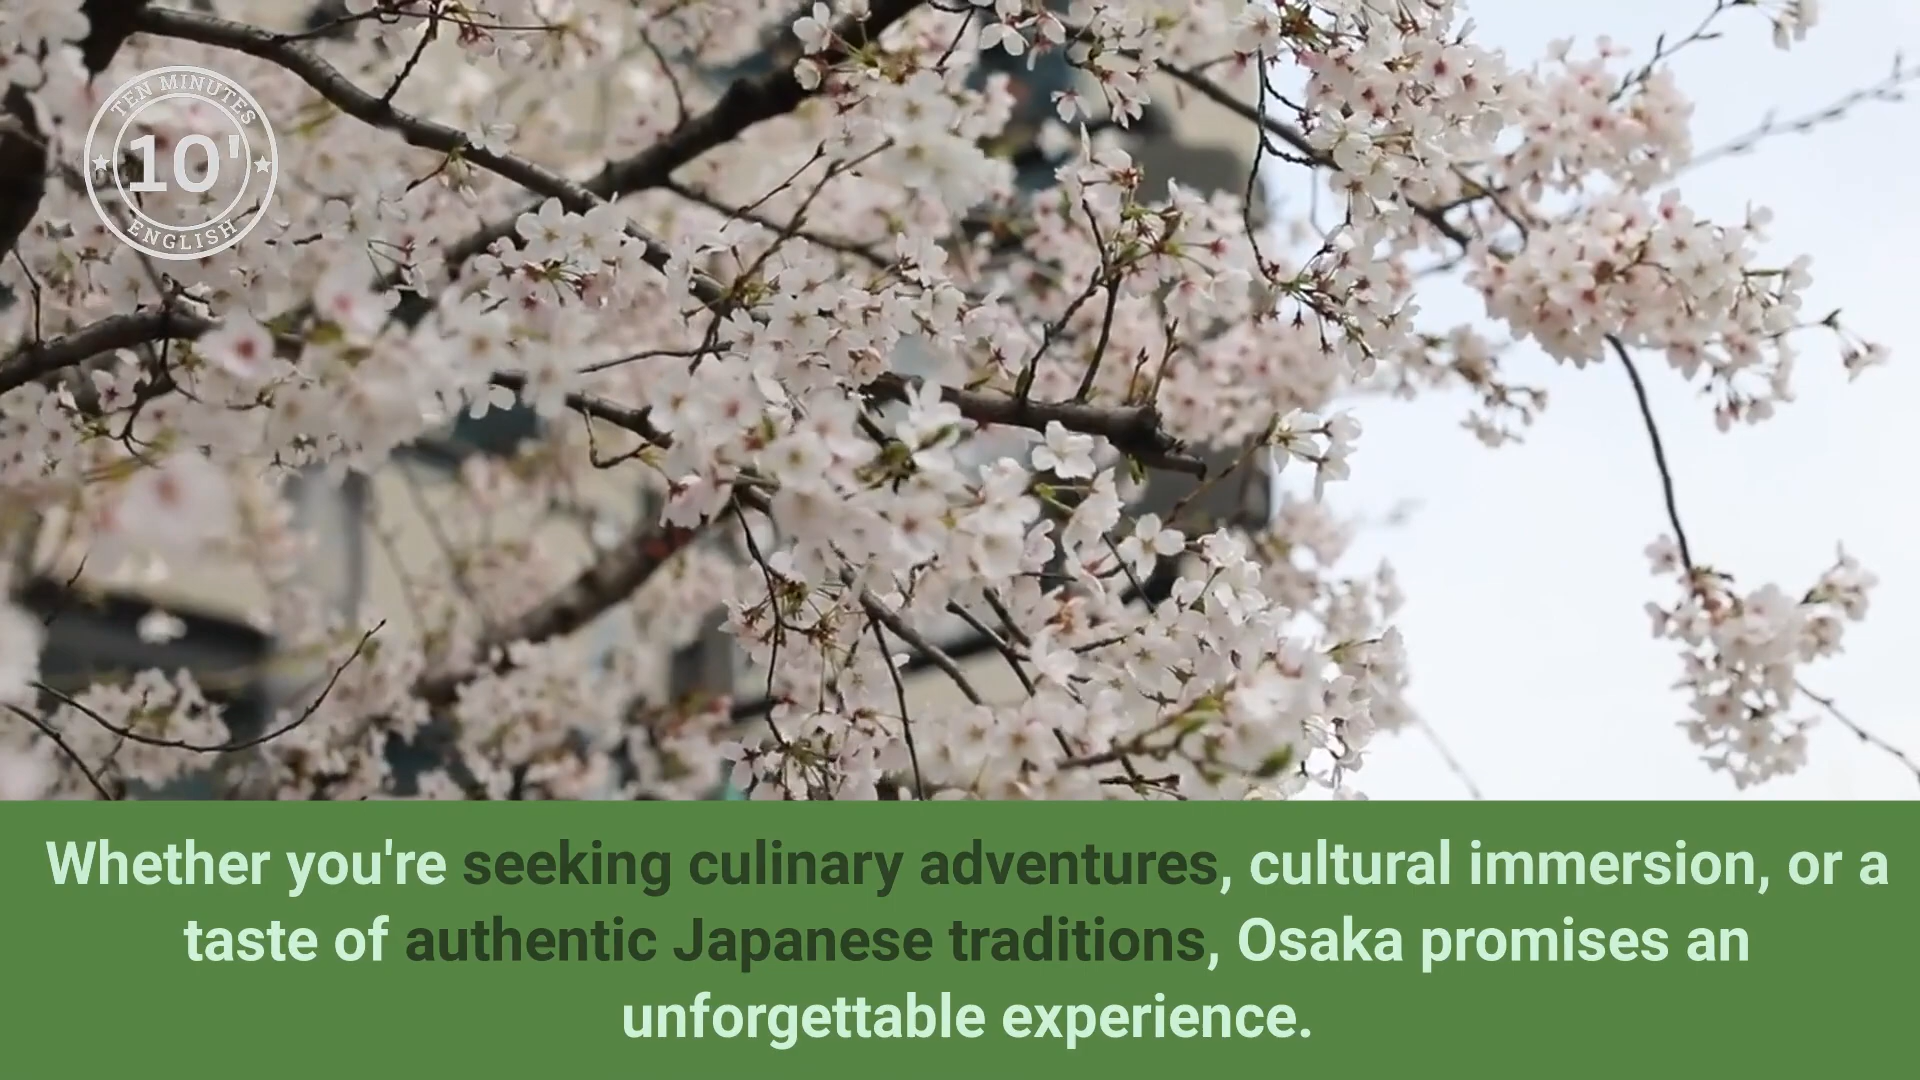 TEN MINUTES
10'
ENGLISH
Whether you're seeking culinary adventures, cultural immersion, or a
taste of authentic Japanese traditions, Osaka promises an
unforgettable experience.